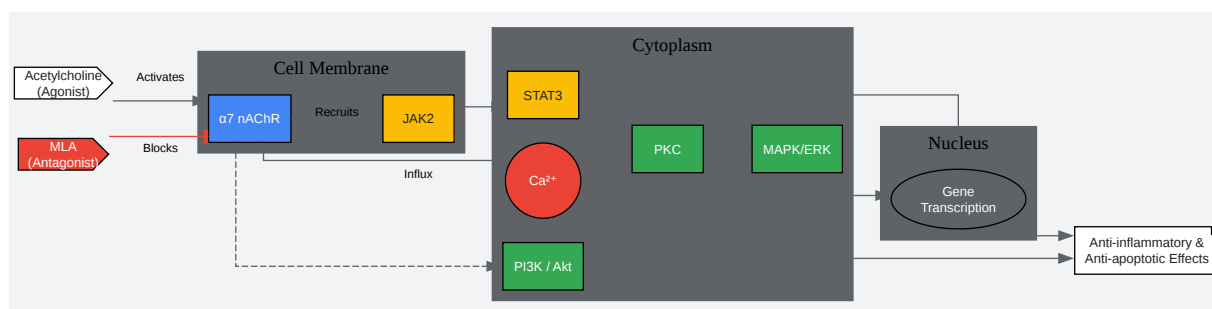 Acetylcholine
(Agonist)
Activates
MLA
(Antagonist)
Blocks
Cell Membrane
α7 nAChR
Recruits
JAK2
Influx
Cytoplasm
STAT3
Ca²⁺
PI3K / Akt
PKC
MAPK/ERK
Nucleus
Gene
Transcription
Anti-inflammatory &
Anti-apoptotic Effects